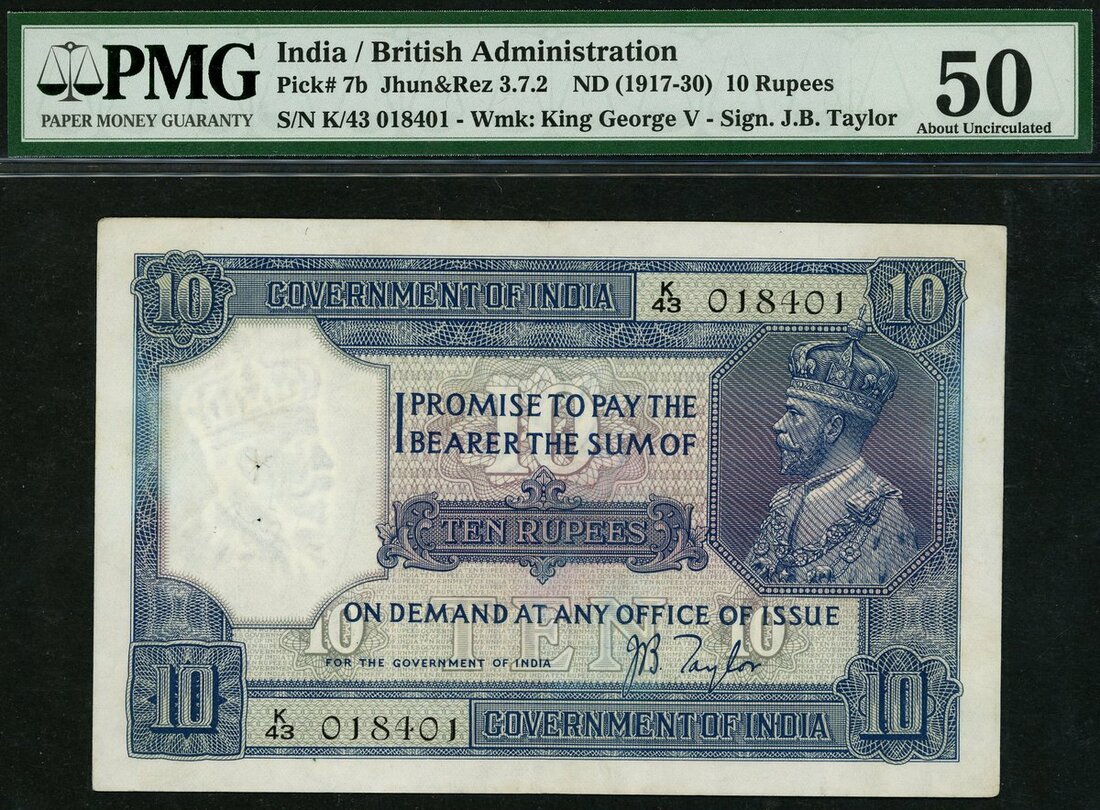 PMG
PAPER MONEY GUARANTY
India / British Administration
Pick# 7b Jhun&Rez 3.7.2 ND (1917-30) 10 Rupees
S/N K/43 018401 - Wmk: King George V - Sign. J.B. Taylor
50
About Uncirculated
10
GOVERNMENT OF INDIA
K/43 018401
10
10
I PROMISE TO PAY THE
BEARER THE SUM OF
TEN RUPEES
ON DEMAND AT ANY OFFICE OF ISSUE
10 TEN 10
FOR THE GOVERNMENT OF INDIA
J.B. Taylor
10
K/43 018401
GOVERNMENT OF INDIA
10